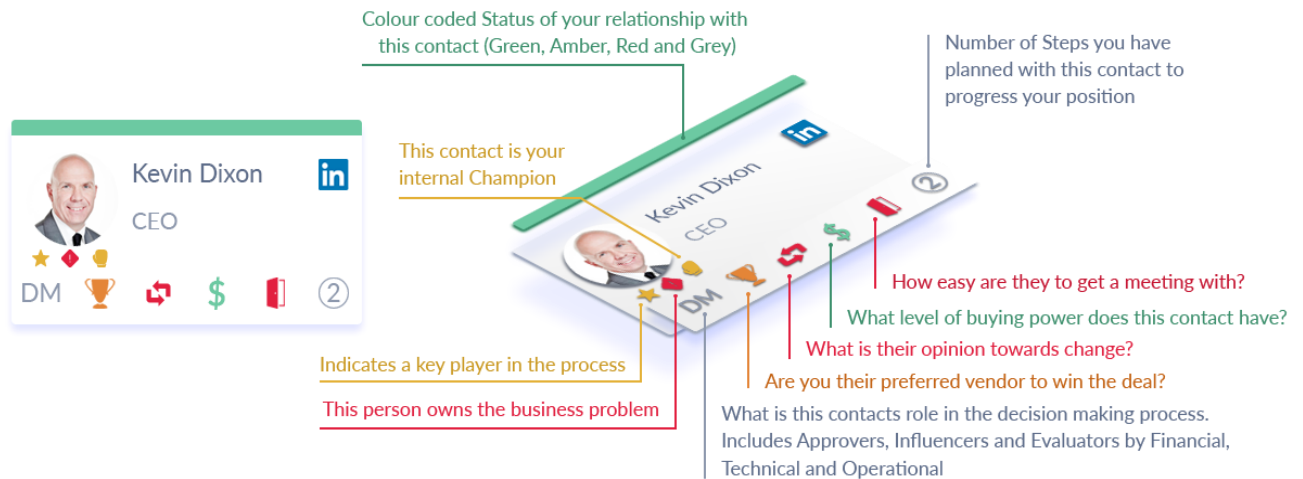 Colour coded Status of your relationship with
this contact (Green, Amber, Red and Grey)
Number of Steps you have
planned with this contact to
progress your position
This contact is your
internal Champion
Kevin Dixon
in
CEO
DM
2
Kevin Dixon
in
CEO
DM
2
How easy are they to get a meeting with?
What level of buying power does this contact have?
What is their opinion towards change?
Are you their preferred vendor to win the deal?
Indicates a key player in the process
This person owns the business problem
What is this contacts role in the decision making process.
Includes Approvers, Influencers and Evaluators by Financial,
Technical and Operational